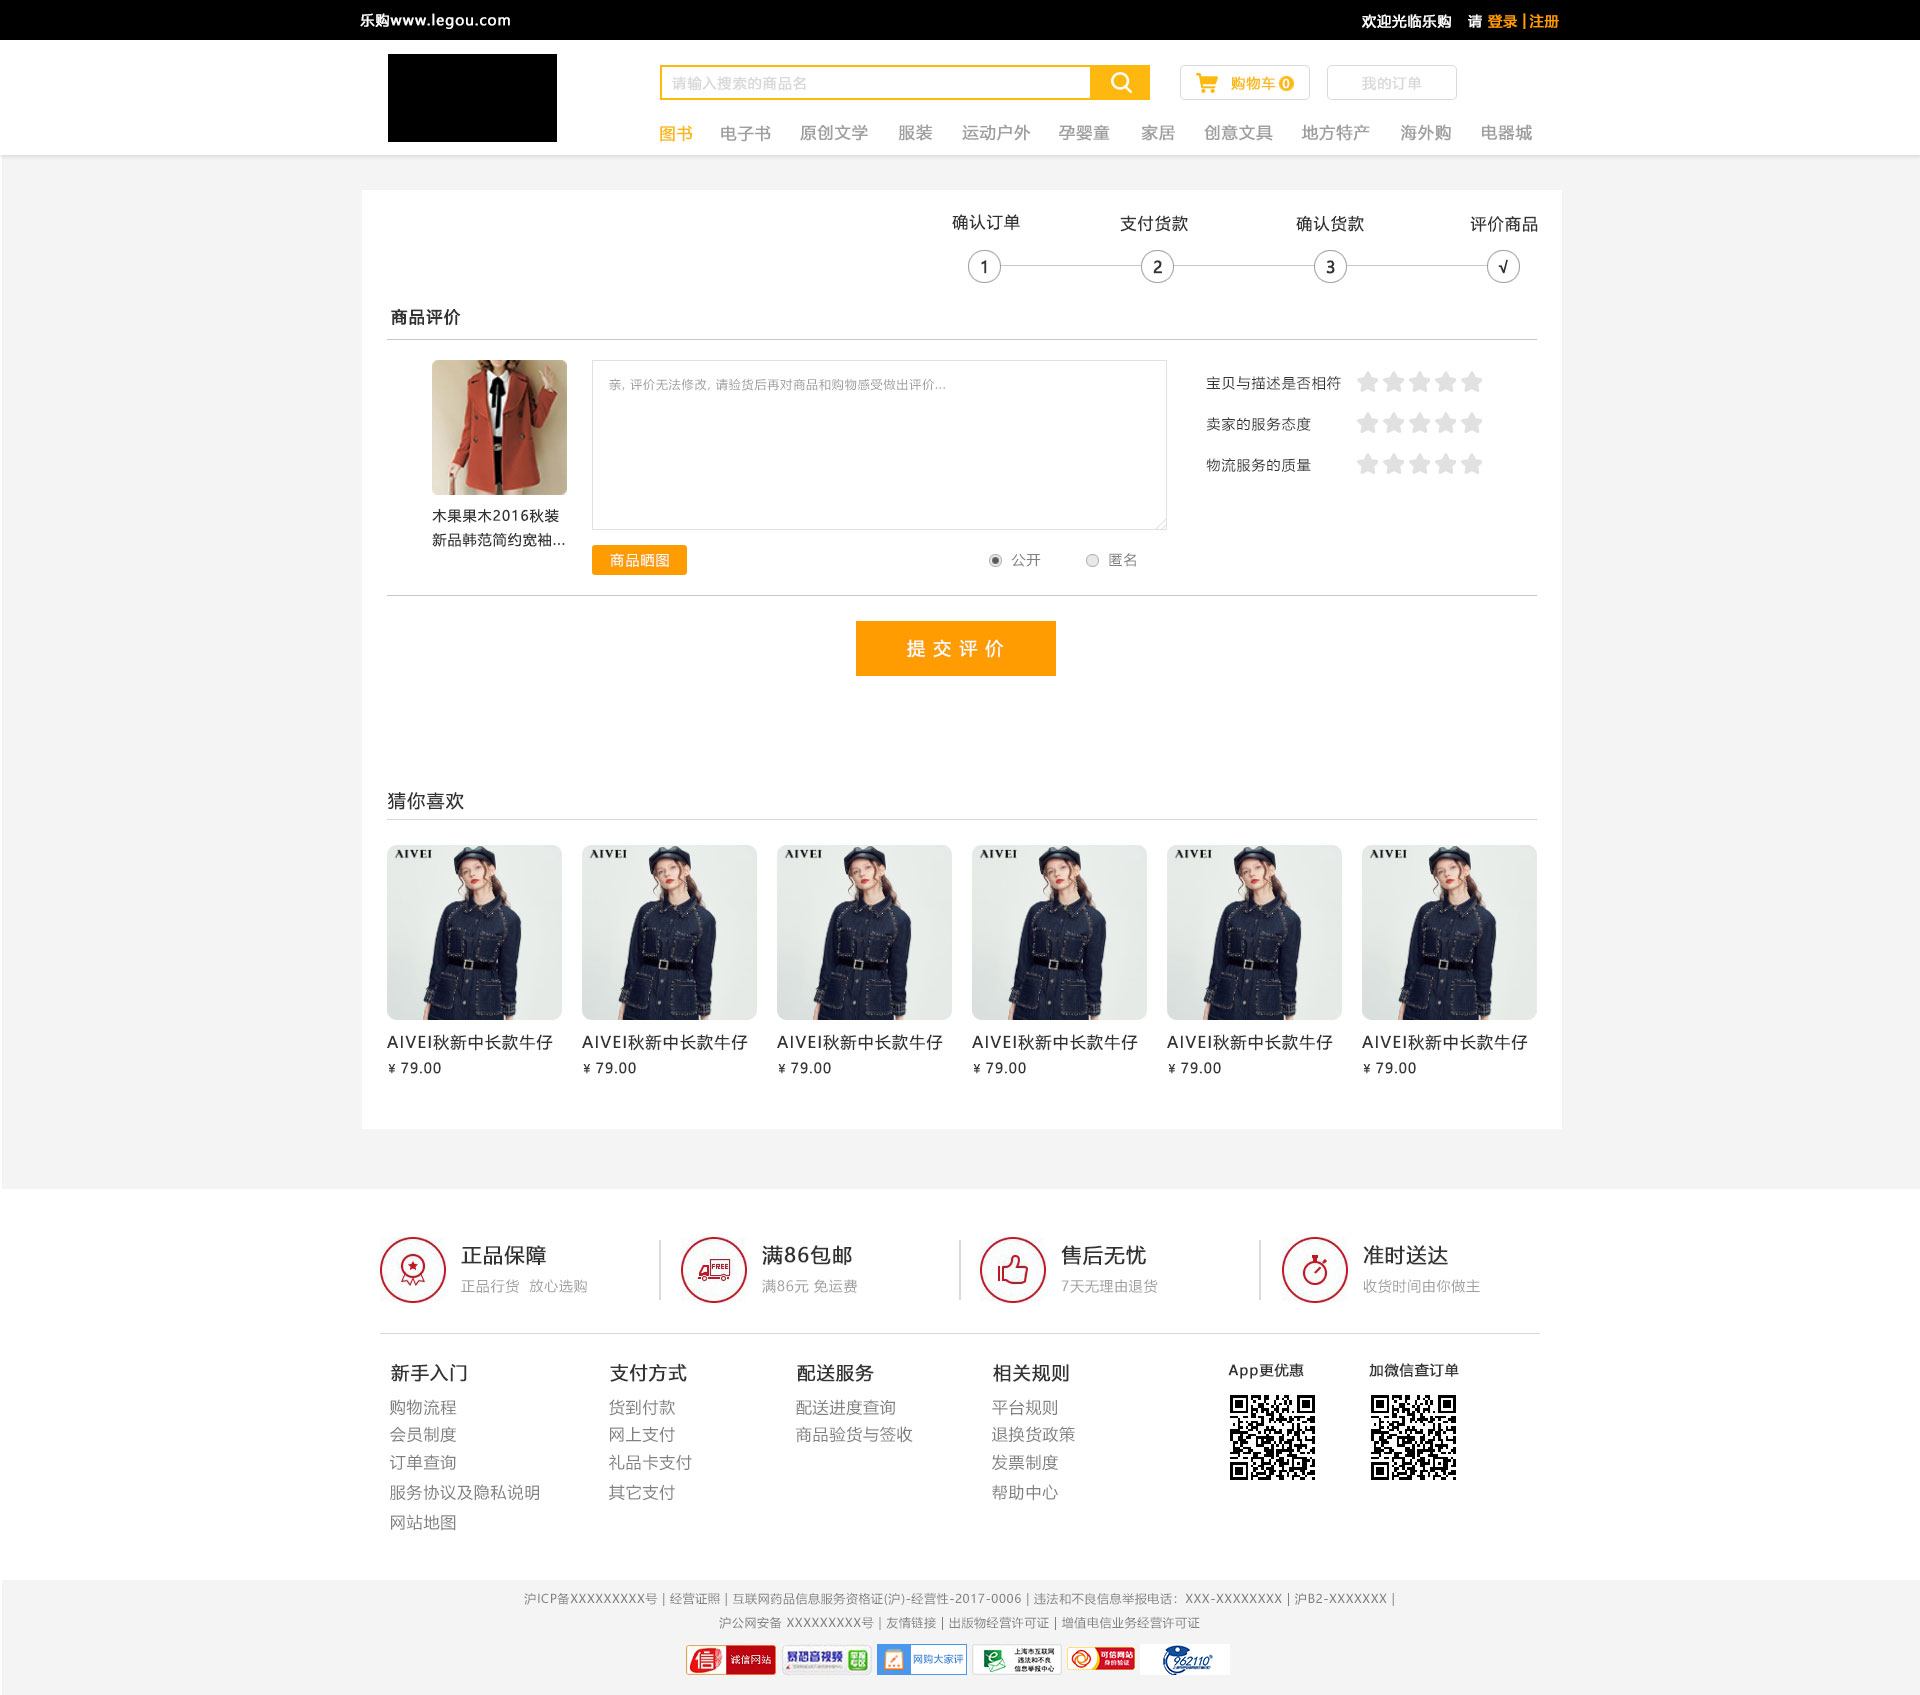 乐购www.legou.com
欢迎光临乐购 请 登录 | 注册
请输入搜索的商品名
购物车 0
我的订单
图书 电子书 原创文学 服装 运动户外 孕婴童 家居 创意文具 地方特产 海外购 电器城
确认订单 支付货款 确认货款 评价商品
1 2 3 √
商品评价
亲, 评价无法修改, 请验货后再对商品和购物感受做出评价...
宝贝与描述是否相符
卖家的服务态度
物流服务的质量
木果果木2016秋装
新品韩范简约宽袖...
商品晒图
公开 匿名
提 交 评 价
猜你喜欢
AIVEI AIVEI AIVEI AIVEI AIVEI AIVEI
AIVEI秋新中长款牛仔 AIVEI秋新中长款牛仔 AIVEI秋新中长款牛仔 AIVEI秋新中长款牛仔 AIVEI秋新中长款牛仔 AIVEI秋新中长款牛仔
¥ 79.00 ¥ 79.00 ¥ 79.00 ¥ 79.00 ¥ 79.00 ¥ 79.00
正品保障
正品行货 放心选购
FREE
满86包邮
满86元 免运费
售后无忧
7天无理由退货
准时送达
收货时间由你做主
新手入门
购物流程
会员制度
订单查询
服务协议及隐私说明
网站地图
支付方式
货到付款
网上支付
礼品卡支付
其它支付
配送服务
配送进度查询
商品验货与签收
相关规则
平台规则
退换货政策
发票制度
帮助中心
App更优惠
加微信查订单
沪ICP备XXXXXXXXX号 | 经营证照 | 互联网药品信息服务资格证(沪)-经营性-2017-0006 | 违法和不良信息举报电话：XXX-XXXXXXXX | 沪B2-XXXXXXX |
沪公网安备 XXXXXXXXX号 | 友情链接 | 出版物经营许可证 | 增值电信业务经营许可证
信 诚信网站
暴恐音视频 举报专区
网购大家评
上海市互联网
违法和不良
信息举报中心
可信网站
身份验证
962110